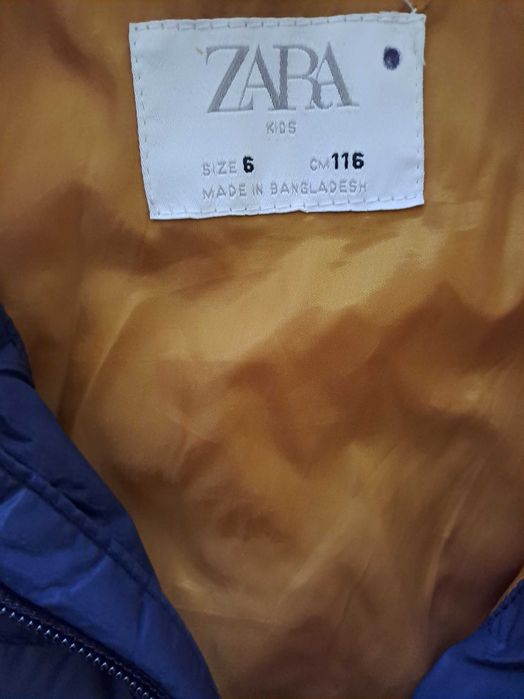 ZARA
KIDS
SIZE 6 CM 116
MADE IN BANGLADESH